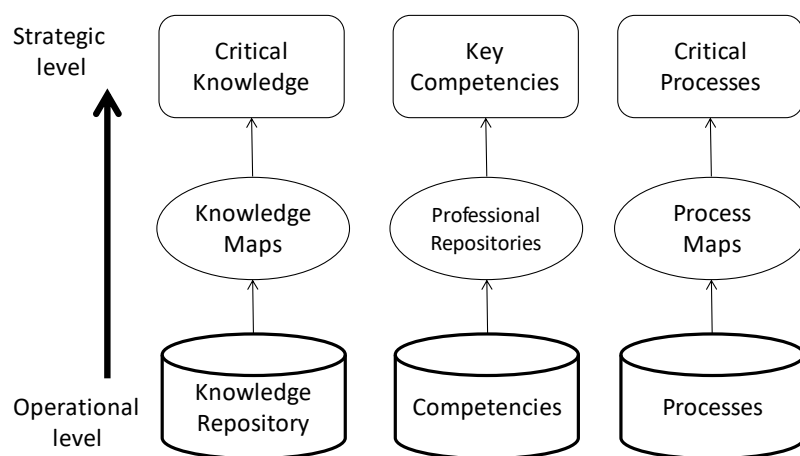 Strategic
level
Critical
Knowledge
Key
Competencies
Critical
Processes
Knowledge
Maps
Professional
Repositories
Process
Maps
Operational
level
Knowledge
Repository
Competencies
Processes